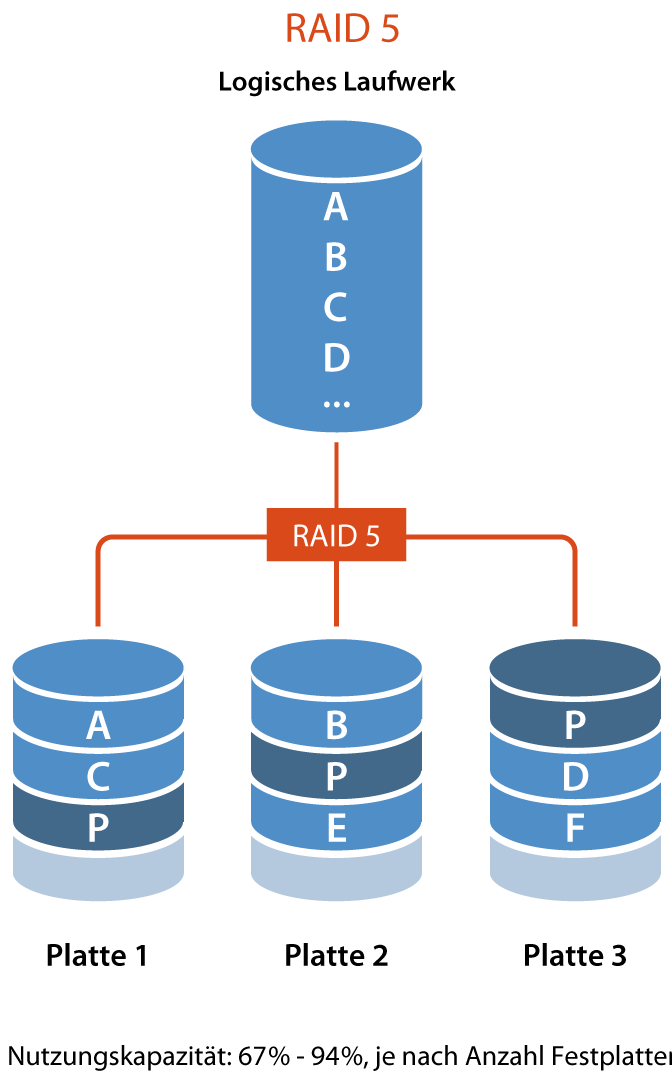 RAID 5
Logisches Laufwerk
A
B
C
D
...
RAID 5
A B P
C P D
P E F
Platte 1 Platte 2 Platte 3
Nutzungskapazität: 67% - 94%, je nach Anzahl Festplatten